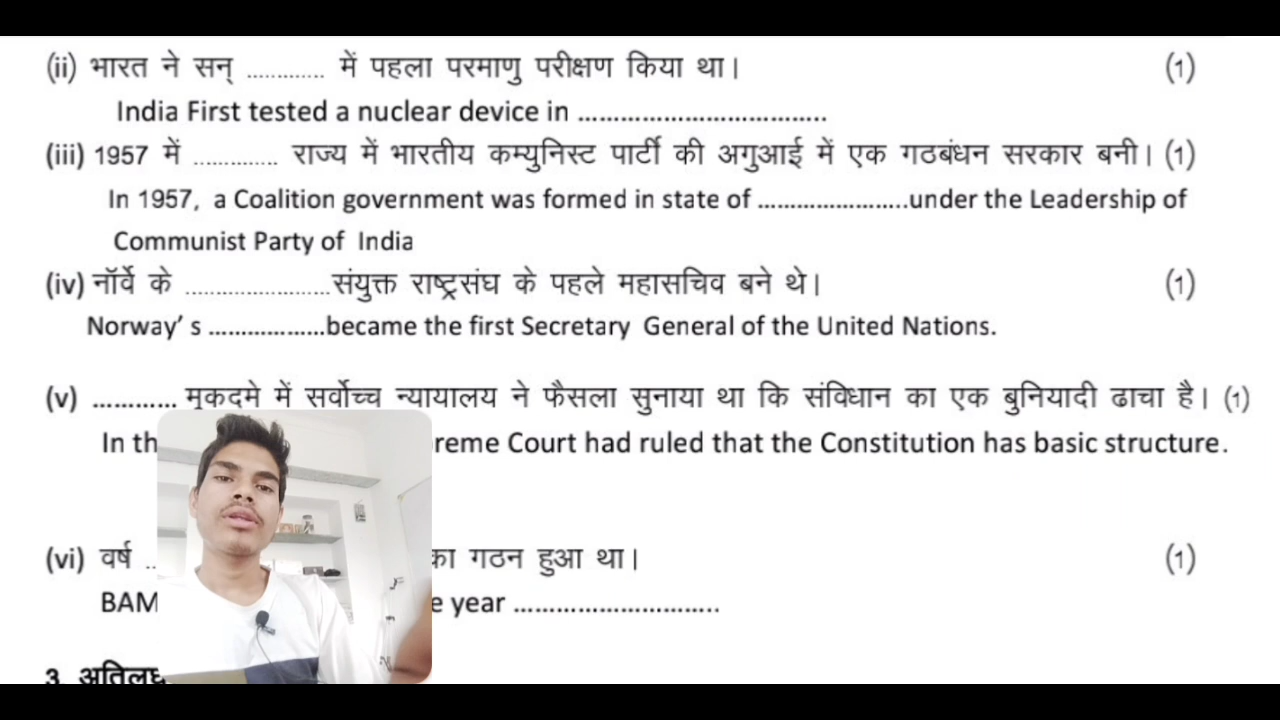 (ii) भारत ने सन् ............. में पहला परमाणु परीक्षण किया था। (1)
India First tested a nuclear device in ...................................
(iii) 1957 में ............. राज्य में भारतीय कम्युनिस्ट पार्टी की अगुआई में एक गठबंधन सरकार बनी। (1)
In 1957, a Coalition government was formed in state of .....................under the Leadership of
Communist Party of India
(iv) नॉर्वे के ........................संयुक्त राष्ट्रसंघ के पहले महासचिव बने थे। (1)
Norway' s ..................became the first Secretary General of the United Nations.
(v) ............ मुकदमे में सर्वोच्च न्यायालय ने फैसला सुनाया था कि संविधान का एक बुनियादी ढाचा है। (1)
In Court had ruled that the Constitution has basic structure.
(vi) वर्ष .. का गठन हुआ था। (1)
year .............................
3